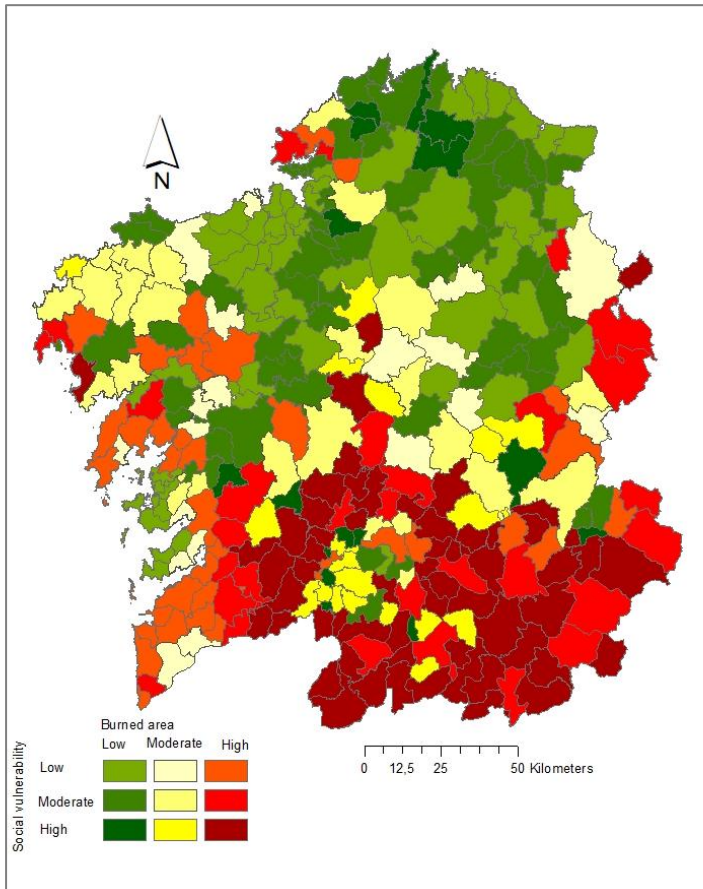 N
Burned area
Low Moderate High
Social vulnerability
Low
Moderate
High
0 12,5 25 50 Kilometers